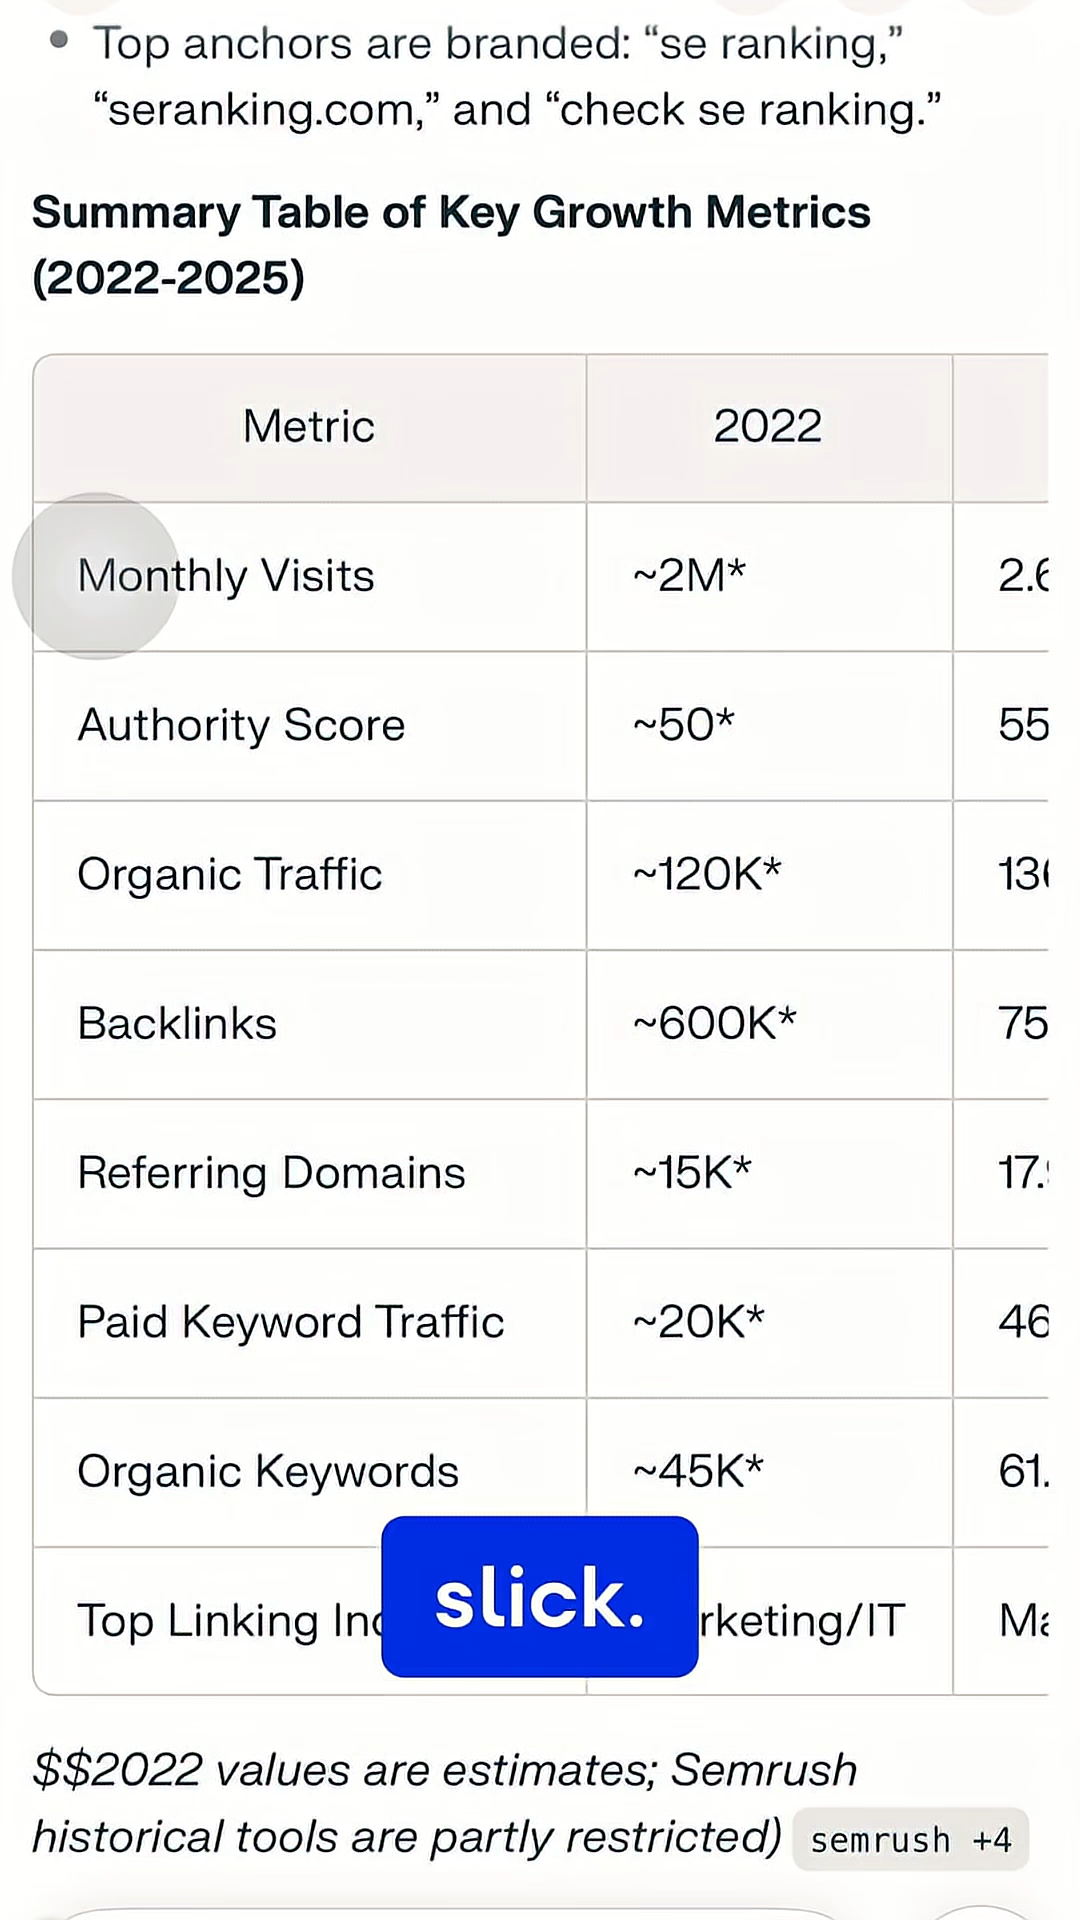 • Top anchors are branded: “se ranking,”
“seranking.com,” and “check se ranking.”
Summary Table of Key Growth Metrics
(2022-2025)
Metric 2022
Monthly Visits ~2M*
Authority Score ~50* 55
Organic Traffic ~120K*
Backlinks ~600K* 75
Referring Domains ~15K* 17.
Paid Keyword Traffic ~20K* 46
Organic Keywords ~45K* 61.
Top Linking
slick.
$$2022 values are estimates; Semrush
historical tools are partly restricted) semrush +4